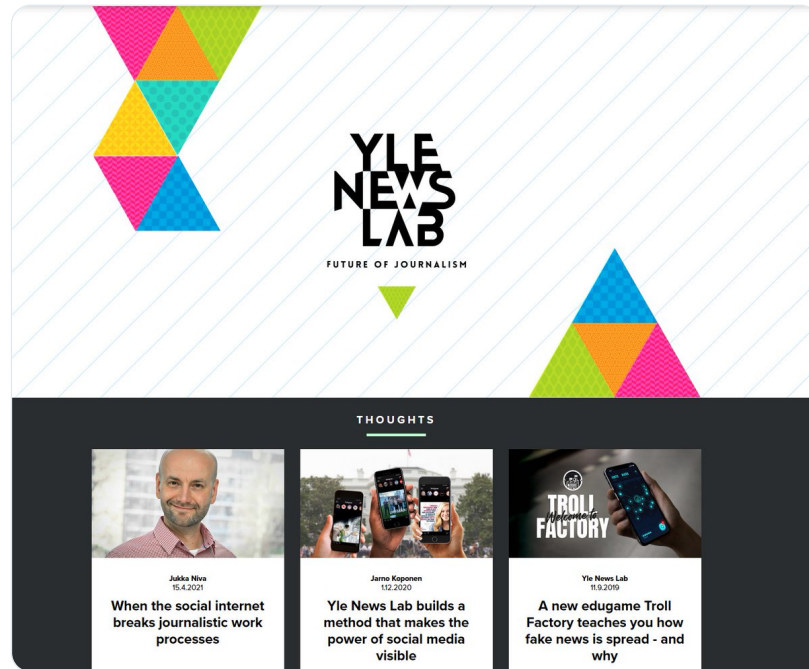 YLE
NEWS
LAB
FUTURE OF JOURNALISM
THOUGHTS
Jukka Niva
15.4.2021
When the social internet
breaks journalistic work
processes
Jarno Koponen
1.12.2020
Yle News Lab builds a
method that makes the
power of social media
visible
TROLL
Welcome to
FACTORY
Yle News Lab
11.9.2019
A new edugame Troll
Factory teaches you how
fake news is spread - and
why